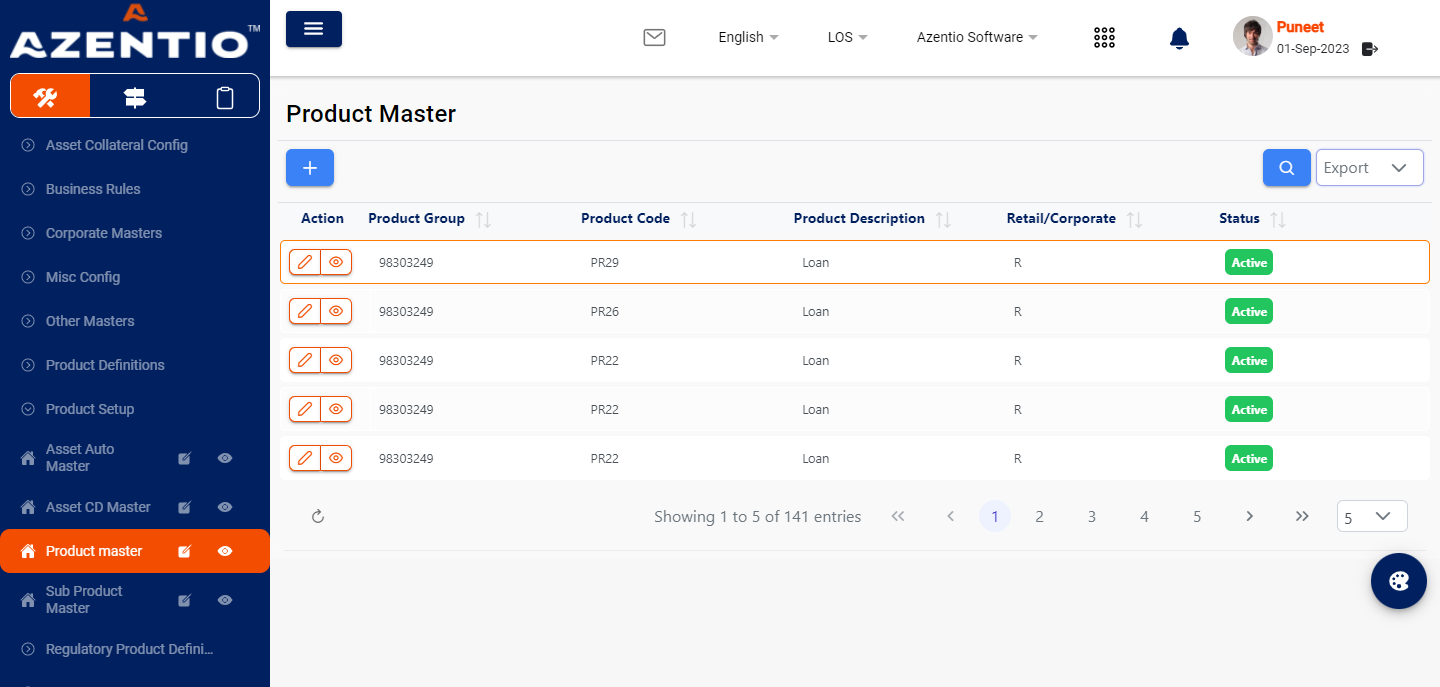 AZENTIO™
English
LOS
Azentio Software
Puneet
01-Sep-2023
Asset Collateral Config
Business Rules
Corporate Masters
Misc Config
Other Masters
Product Definitions
Product Setup
Asset Auto
Master
Asset CD Master
Product master
Sub Product
Master
Regulatory Product Defini...
Product Master
Export
Action Product Group Product Code Product Description Retail/Corporate Status
98303249 PR29 Loan R Active
98303249 PR26 Loan R Active
98303249 PR22 Loan R Active
98303249 PR22 Loan R Active
98303249 PR22 Loan R Active
Showing 1 to 5 of 141 entries 1 2 3 4 5 5